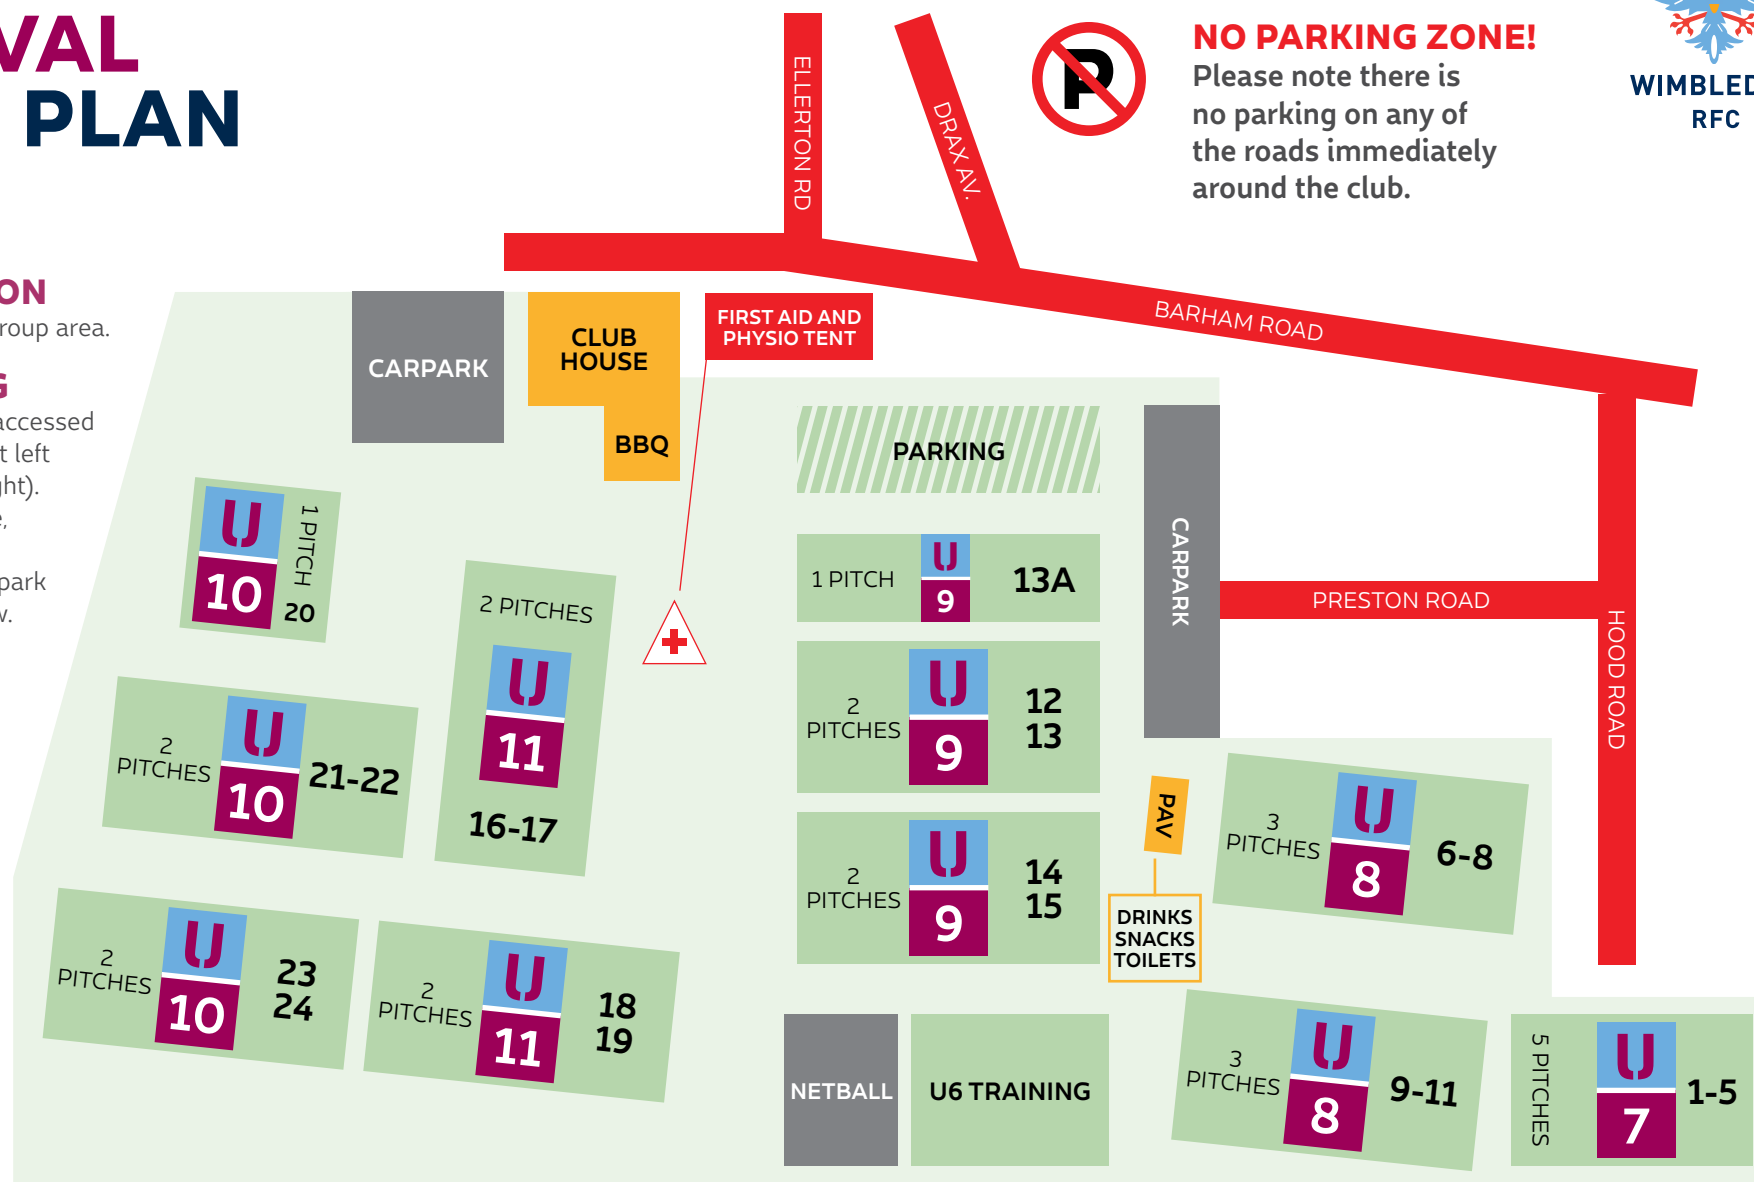 VAL
PLAN
ON
roup area.
G
accessed
t left
ght).
e,
park
w.
NO PARKING ZONE!
Please note there is
no parking on any of
the roads immediately
around the club.
P
WIMBLED
RFC
ELLERTON RD
DRAX AV.
BARHAM ROAD
PRESTON ROAD
HOOD ROAD
CARPARK
CLUB
HOUSE
BBQ
FIRST AID AND
PHYSIO TENT
PARKING
CARPARK
U
10
1 PITCH
20
2 PITCHES
U
11
16-17
1 PITCH
U
9
13A
2
PITCHES
U
9
12
13
2
PITCHES
U
10
21-22
2
PITCHES
U
9
14
15
PAV
DRINKS
SNACKS
TOILETS
3
PITCHES
U
8
6-8
2
PITCHES
U
10
23
24
2
PITCHES
U
11
18
19
NETBALL
U6 TRAINING
3
PITCHES
U
8
9-11
5 PITCHES
U
7
1-5